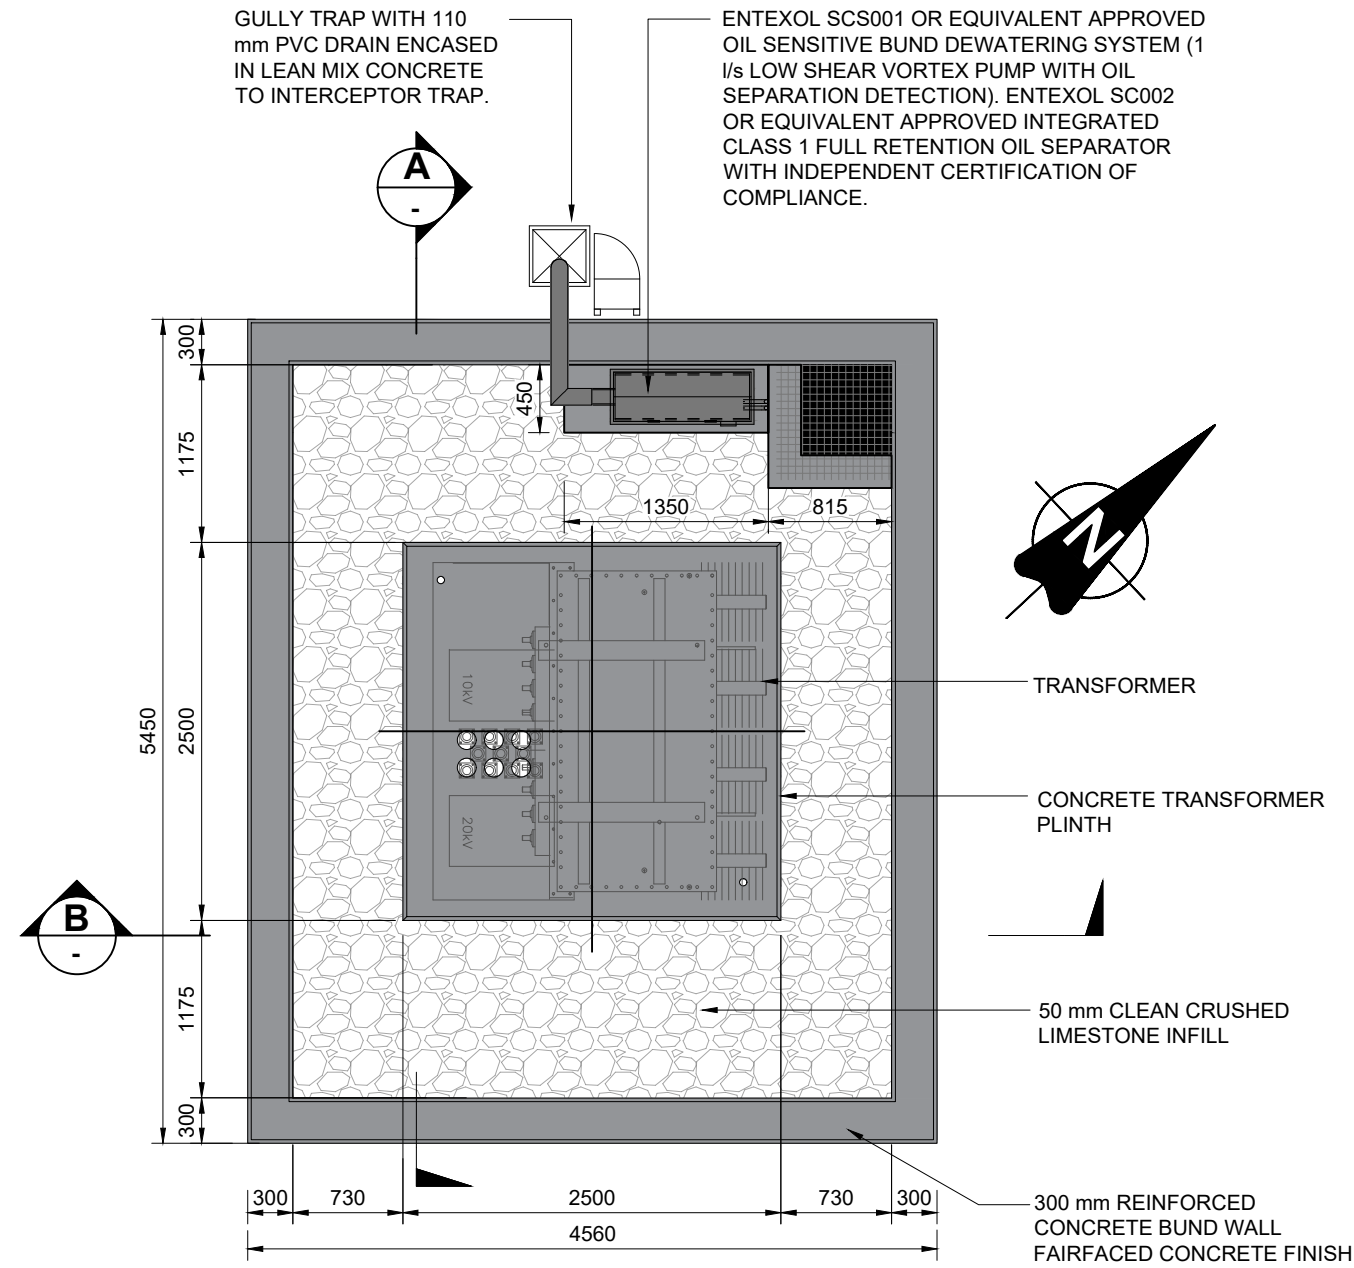 GULLY TRAP WITH 110
mm PVC DRAIN ENCASED
IN LEAN MIX CONCRETE
TO INTERCEPTOR TRAP.
ENTEXOL SCS001 OR EQUIVALENT APPROVED
OIL SENSITIVE BUND DEWATERING SYSTEM (1
l/s LOW SHEAR VORTEX PUMP WITH OIL
SEPARATION DETECTION). ENTEXOL SC002
OR EQUIVALENT APPROVED INTEGRATED
CLASS 1 FULL RETENTION OIL SEPARATOR
WITH INDEPENDENT CERTIFICATION OF
COMPLIANCE.
A
-
300
1175
450
1350
815
N
10kV
20kV
TRANSFORMER
5450
2500
CONCRETE TRANSFORMER
PLINTH
B
-
1175
50 mm CLEAN CRUSHED
LIMESTONE INFILL
300
300
730
2500
730
300
4560
300 mm REINFORCED
CONCRETE BUND WALL
FAIRFACED CONCRETE FINISH